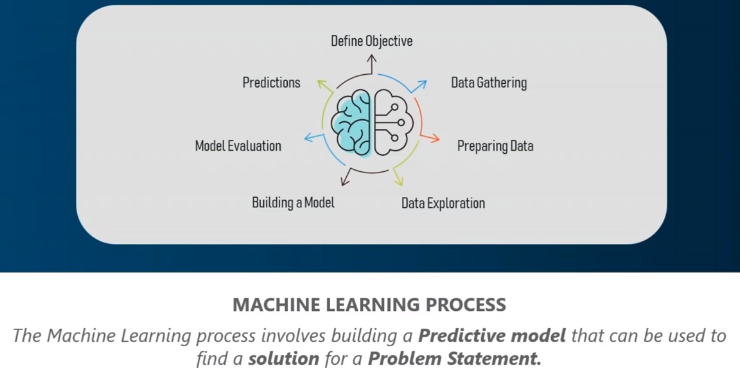 Define Objective
Predictions
Data Gathering
Model Evaluation
Preparing Data
Building a Model
Data Exploration
MACHINE LEARNING PROCESS
The Machine Learning process involves building a Predictive model that can be used to
find a solution for a Problem Statement.